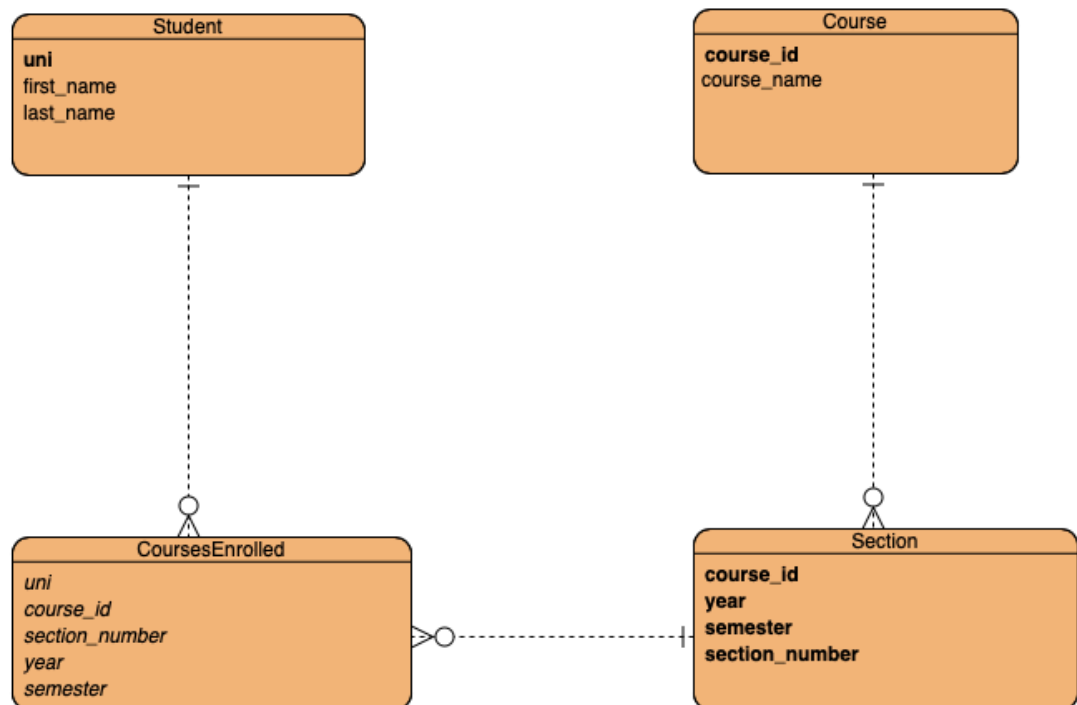 Student
uni
first_name
last_name
Course
course_id
course_name
CoursesEnrolled
uni
course_id
section_number
year
semester
Section
course_id
year
semester
section_number